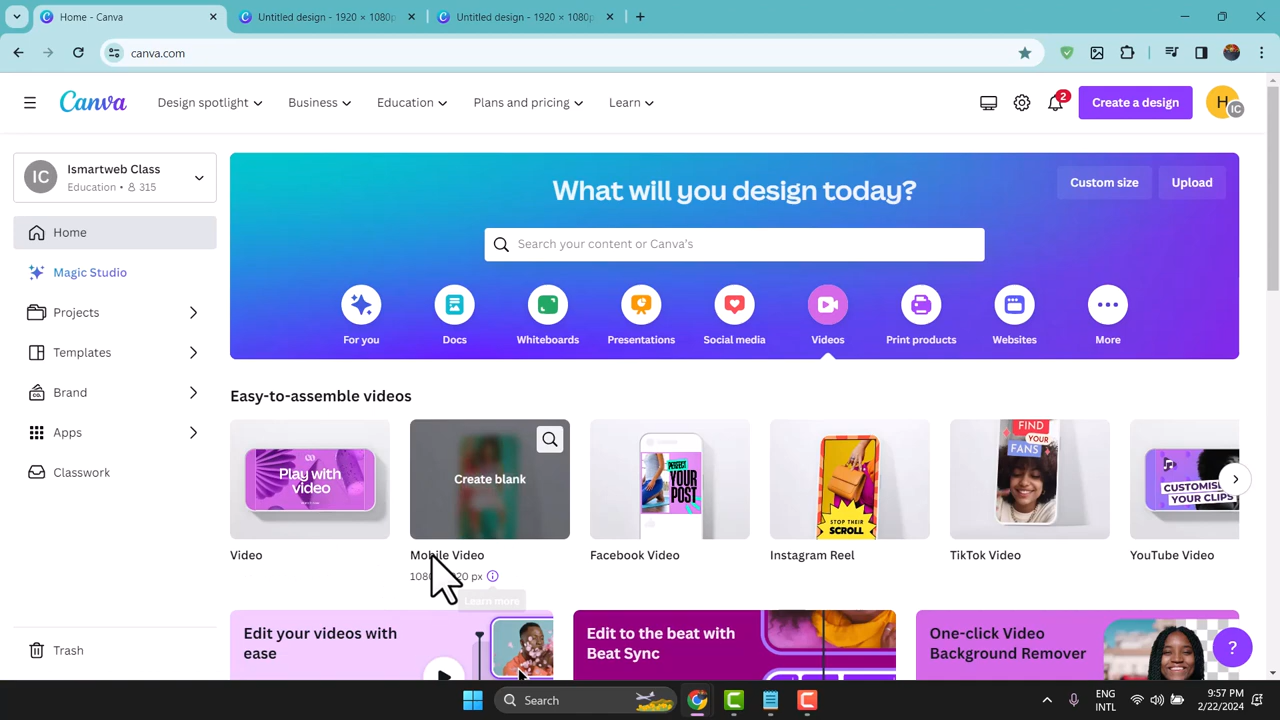 Home - Canva
Untitled design - 1920 × 1080p
Untitled design - 1920 × 1080p
canva.com
Canva
Design spotlight
Business
Education
Plans and pricing
Learn
2
Create a design
H
IC
IC
Ismartweb Class
Education • 315
Home
Magic Studio
Projects
Templates
Brand
Apps
Classwork
Trash
What will you design today?
Custom size
Upload
Search your content or Canva's
For you
Docs
Whiteboards
Presentations
Social media
Videos
Print products
Websites
More
Easy-to-assemble videos
Play with
video
Create blank
PERFECT
YOUR
POST
STOP THEIR
SCROLL
FIND
YOUR
FANS
CUSTOMISE
YOUR CLIPS
Video
Mobile Video
Facebook Video
Instagram Reel
TikTok Video
YouTube Video
px
Learn more
Edit your videos with
ease
Edit to the beat with
Beat Sync
One-click Video
Background Remover
?
Search
ENG
INTL
9:57 PM
2/22/2024